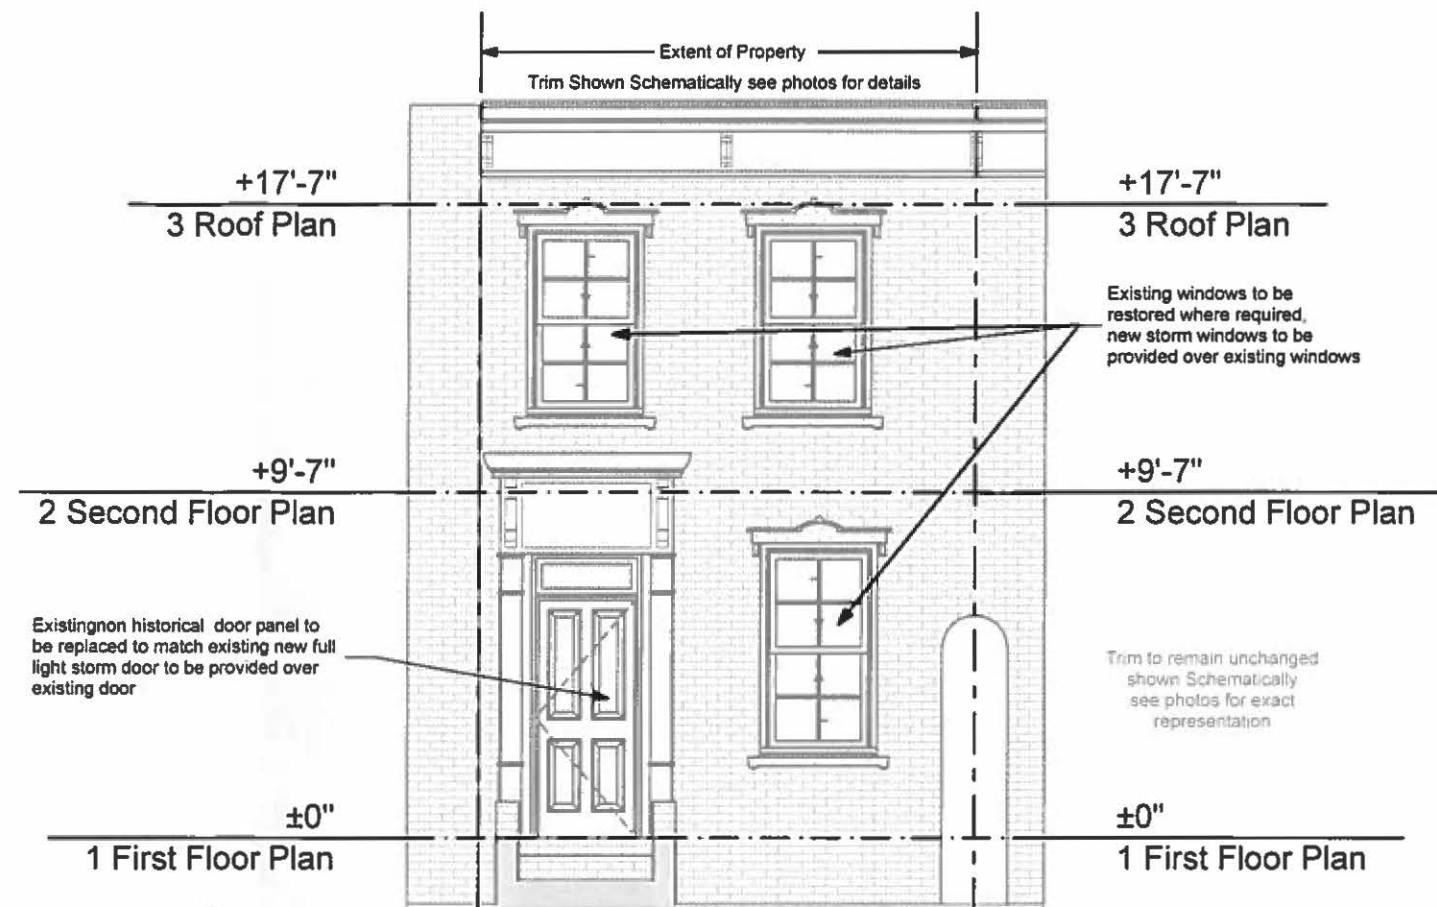 Extent of Property
Trim Shown Schematically see photos for details
+17'-7"
3 Roof Plan
+17'-7"
3 Roof Plan
Existing windows to be
restored where required,
new storm windows to be
provided over existing windows
+9'-7"
2 Second Floor Plan
+9'-7"
2 Second Floor Plan
Existingnon historical door panel to
be replaced to match existing new full
light storm door to be provided over
existing door
Trim to remain unchanged
shown Schematically
see photos for exact
representation
±0"
1 First Floor Plan
±0"
1 First Floor Plan